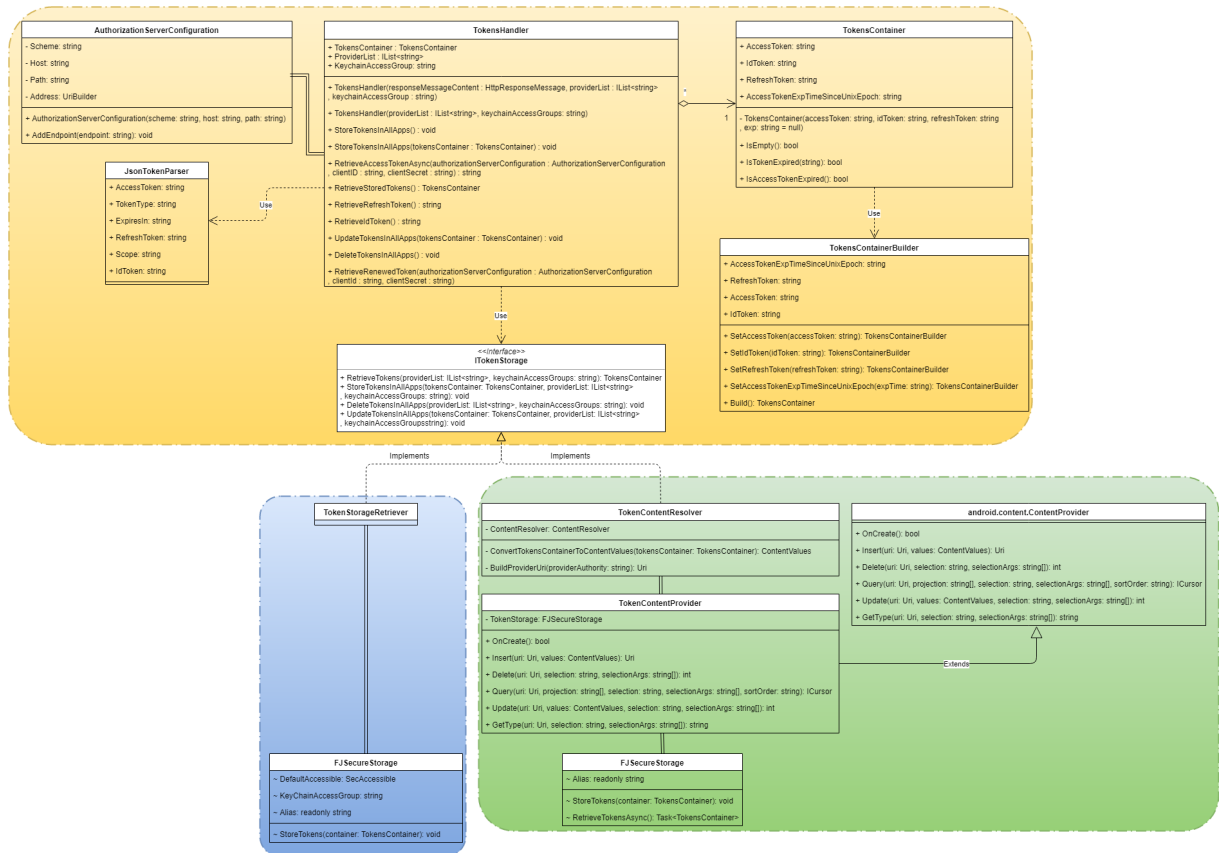 AuthorizationServerConfiguration
- Scheme: string
- Host: string
- Path: string
- Address: UriBuilder
+ AuthorizationServerConfiguration(scheme: string, host: string, path: string)
+ AddEndpoint(endpoint: string): void
TokensHandler
+ TokensContainer : TokensContainer
+ ProviderList : IList<string>
+ KeychainAccessGroup: string
+ TokensHandler(responseMessageContent : HttpResponseMessage, providerList : IList<string>
, keychainAccessGroup : string)
+ TokensHandler(providerList : IList<string>, keychainAccessGroups: string)
+ StoreTokensInAllApps() : void
+ StoreTokensInAllApps(tokensContainer : TokensContainer) : void
+ RetrieveAccessTokenAsync(authorizationServerConfiguration : AuthorizationServerConfiguration
, clientID : string, clientSecret : string) : string
+ RetrieveStoredTokens() : TokensContainer
+ RetrieveRefreshToken() : string
+ RetrieveIdToken() : string
+ UpdateTokensInAllApps(tokensContainer : TokensContainer) : void
+ DeleteTokensInAllApps() : void
+ RetrieveRenewedToken(authorizationServerConfiguration : AuthorizationServerConfiguration
, clientId : string, clientSecret : string)
*
1
TokensContainer
+ AccessToken: string
+ IdToken: string
+ RefreshToken: string
+ AccessTokenExpTimeSinceUnixEpoch: string
- TokensContainer(accessToken: string, idToken: string, refreshToken: string
, exp: string = null)
+ IsEmpty(): bool
+ IsTokenExpired(string): bool
+ IsAccessTokenExpired(): bool
JsonTokenParser
+ AccessToken: string
+ TokenType: string
+ ExpiresIn: string
+ RefreshToken: string
+ Scope: string
+ IdToken: string
Use
Use
Use
TokensContainerBuilder
+ AccessTokenExpTimeSinceUnixEpoch: string
+ RefreshToken: string
+ AccessToken: string
+ IdToken: string
+ SetAccessToken(accessToken: string): TokensContainerBuilder
+ SetIdToken(idToken: string): TokensContainerBuilder
+ SetRefreshToken(refreshToken: string): TokensContainerBuilder
+ SetAccessTokenExpTimeSinceUnixEpoch(expTime: string): TokensContainerBuilder
+ Build(): TokensContainer
<<Interface>>
ITokenStorage
+ RetrieveTokens(providerList: IList<string>, keychainAccessGroups: string): TokensContainer
+ StoreTokensInAllApps(tokensContainer: TokensContainer, providerList: IList<string>
, keychainAccessGroups: string): void
+ DeleteTokensInAllApps(providerList: IList<string>, keychainAccessGroups: string): void
+ UpdateTokensInAllApps(tokensContainer: TokensContainer, providerList: IList<string>
, keychainAccessGroupsstring): void
Implements
Implements
TokenStorageRetriever
FJSecureStorage
~ DefaultAccessible: SecAccessible
~ KeyChainAccessGroup: string
~ Alias: readonly string
~ StoreTokens(container: TokensContainer): void
TokenContentResolver
- ContentResolver: ContentResolver
- ConvertTokensContainerToContentValues(tokensContainer: TokensContainer): ContentValues
- BuildProviderUri(providerAuthority: string): Uri
TokenContentProvider
- TokenStorage: FJSecureStorage
+ OnCreate(): bool
+ Insert(uri: Uri, values: ContentValues): Uri
+ Delete(uri: Uri, selection: string, selectionArgs: string[]): int
+ Query(uri: Uri, projection: string[], selection: string, selectionArgs: string[], sortOrder: string): ICursor
+ Update(uri: Uri, values: ContentValues, selection: string, selectionArgs: string[]): int
+ GetType(uri: Uri, selection: string, selectionArgs: string[]): string
FJSecureStorage
~ Alias: readonly string
~ StoreTokens(container: TokensContainer): void
~ RetrieveTokensAsync(): Task<TokensContainer>
android.content.ContentProvider
+ OnCreate(): bool
+ Insert(uri: Uri, values: ContentValues): Uri
+ Delete(uri: Uri, selection: string, selectionArgs: string[]): int
+ Query(uri: Uri, projection: string[], selection: string, selectionArgs: string[], sortOrder: string): ICursor
+ Update(uri: Uri, values: ContentValues, selection: string, selectionArgs: string[]): int
+ GetType(uri: Uri, selection: string, selectionArgs: string[]): string
Extends